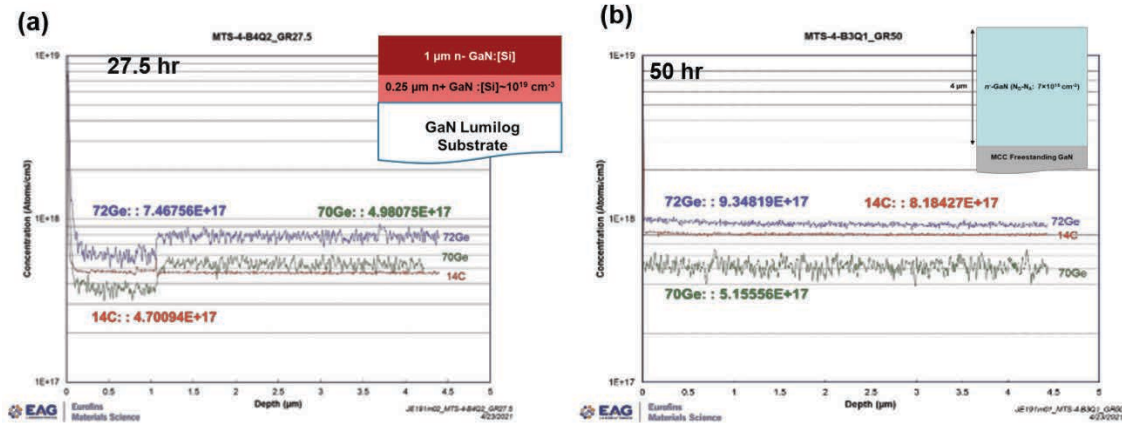 (a)
MTS-4-B4Q2_GR27.5
27.5 hr
1 µm n- GaN:[Si]
0.25 µm n+ GaN :[Si]~10¹⁹ cm⁻³
GaN Lumilog
Substrate
Concentration (Atoms/cm3)
1E+19
1E+18
1E+17
72Ge: : 7.46756E+17
70Ge: : 4.98075E+17
72Ge
70Ge
14C
14C: : 4.70094E+17
0 0.5 1 1.5 2 2.5 3 3.5 4 4.5 5
Depth (µm)
EAG
Eurofins
Materials Science
JE191m02_MTS-4-B4Q2_GR27.5
4/23/2021
(b)
MTS-4-B3Q1_GR50
50 hr
4 µm
MCC Freestanding GaN
Concentration (Atoms/cm3)
1E+19
1E+18
1E+17
72Ge: : 9.34819E+17
14C: : 8.18427E+17
72Ge
14C
70Ge
70Ge: : 5.15556E+17
0 0.5 1 1.5 2 2.5 3 3.5 4 4.5 5
Depth (µm)
EAG
Eurofins
Materials Science
4/23/2021